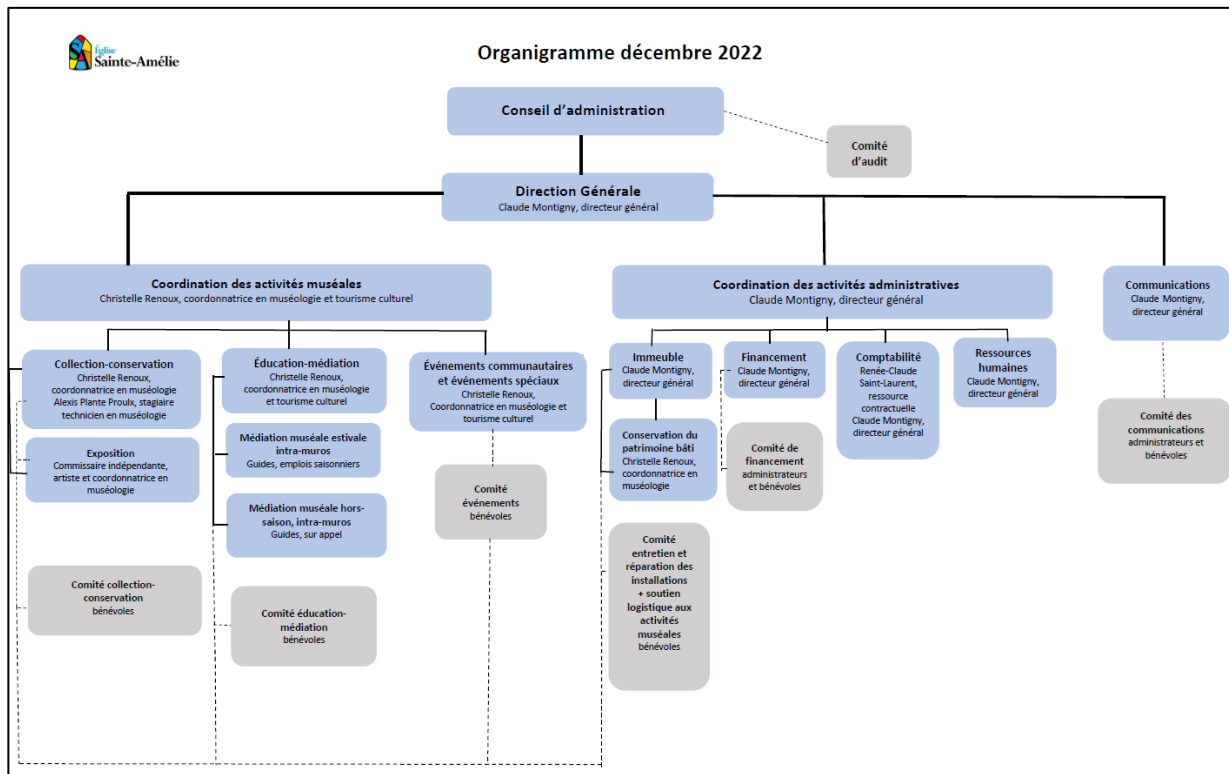 Église
Sainte-Amélie
Organigramme décembre 2022
Conseil d'administration
Comité
d'audit
Direction Générale
Claude Montigny, directeur général
Coordination des activités muséales
Christelle Renoux, coordonnatrice en muséologie et tourisme culturel
Coordination des activités administratives
Claude Montigny, directeur général
Communications
Claude Montigny,
directeur général
Collection-conservation
Christelle Renoux,
coordonnatrice en muséologie
Alexis Plante Proulx, stagiaire
technicien en muséologie
Éducation-médiation
Christelle Renoux,
coordonnatrice en muséologie
et tourisme culturel
Événements communautaires
et événements spéciaux
Christelle Renoux,
Coordonnatrice en muséologie et
tourisme culturel
Immeuble
Claude Montigny,
directeur général
Financement
Claude Montigny,
directeur général
Comptabilité
Renée-Claude
Saint-Laurent,
ressource
contractuelle
Claude Montigny,
directeur général
Ressources
humaines
Claude Montigny,
directeur général
Exposition
Commissaire indépendante,
artiste et coordonnatrice en
muséologie
Médiation muséale estivale
intra-muros
Guides, emplois saisonniers
Médiation muséale hors-
saison, intra-muros
Guides, sur appel
Comité
événements
bénévoles
Conservation du
patrimoine bâti
Christelle Renoux,
coordonnatrice en
muséologie
Comité de
financement
administrateurs
et bénévoles
Comité des
communications
administrateurs et
bénévoles
Comité collection-
conservation
bénévoles
Comité éducation-
médiation
bénévoles
Comité
entretien et
réparation des
installations
+ soutien
logistique aux
activités
muséales
bénévoles